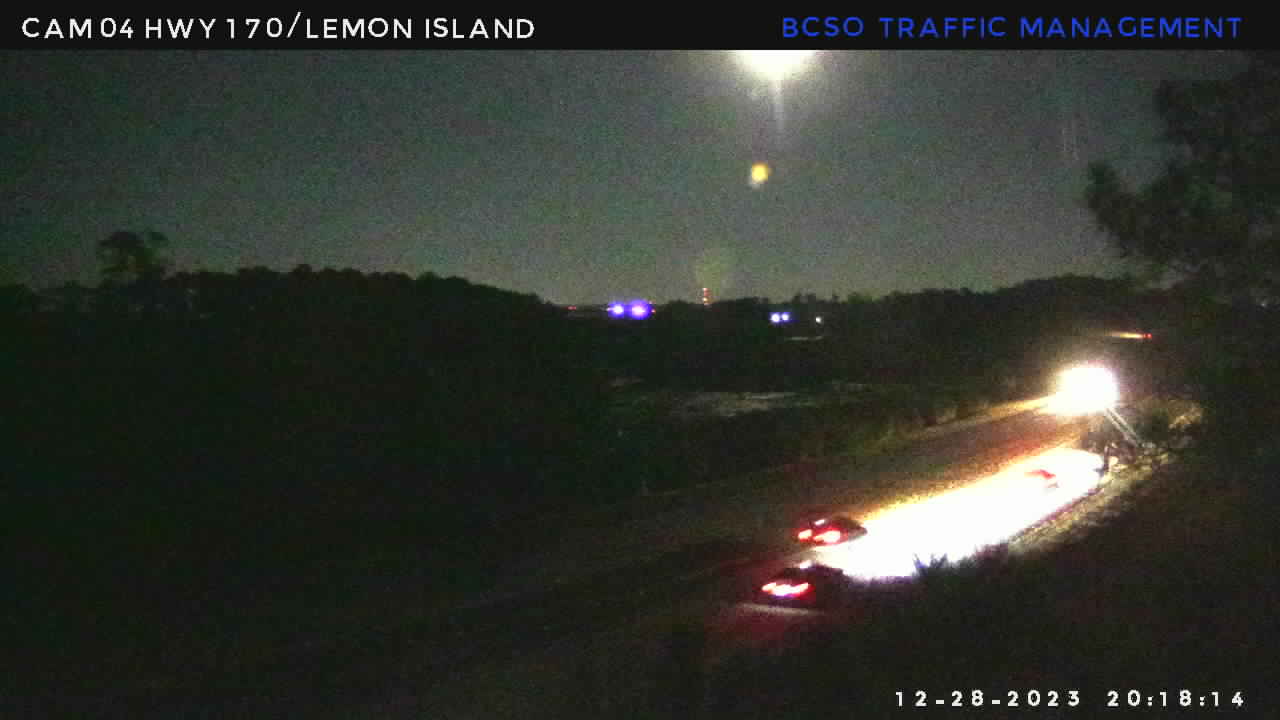 CAM04 HWY 170/LEMON ISLAND
BCSO TRAFFIC MANAGEMENT
12-28-2023 20:18:14